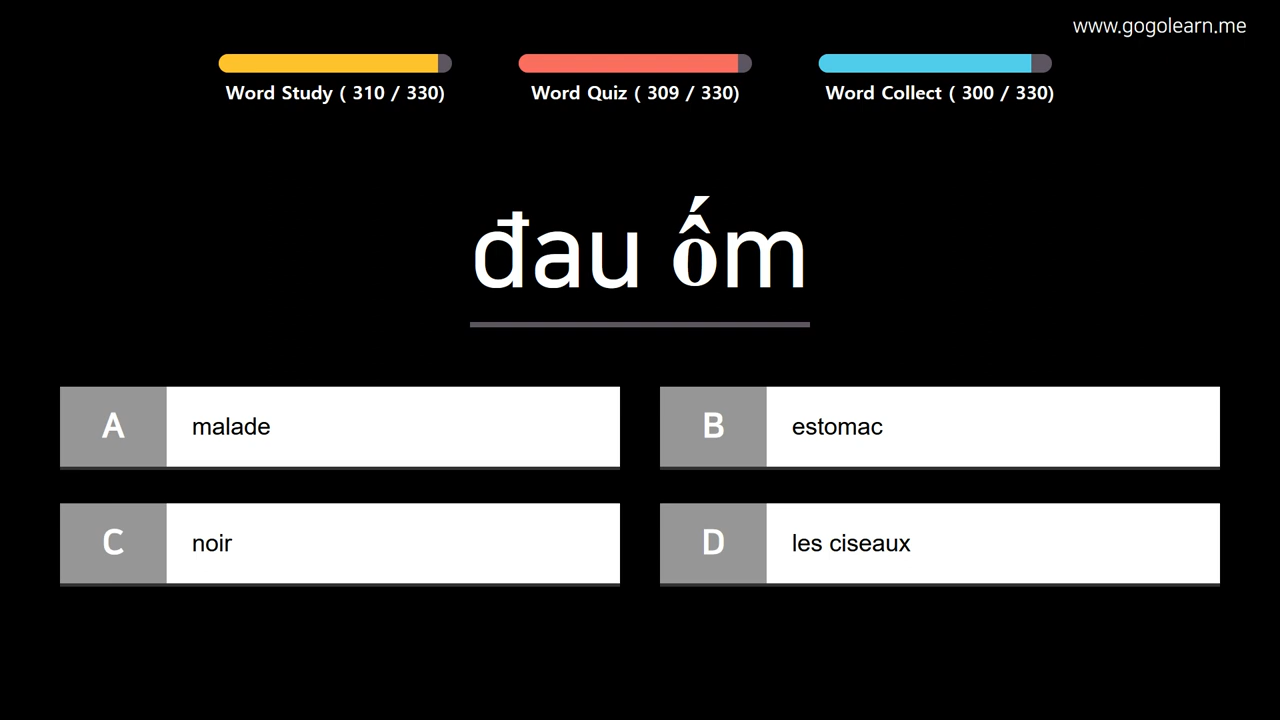 www.gogolearn.me
Word Study ( 310 / 330)
Word Quiz ( 309 / 330)
Word Collect ( 300 / 330)
đau ốm
A malade
B estomac
C noir
D les ciseaux